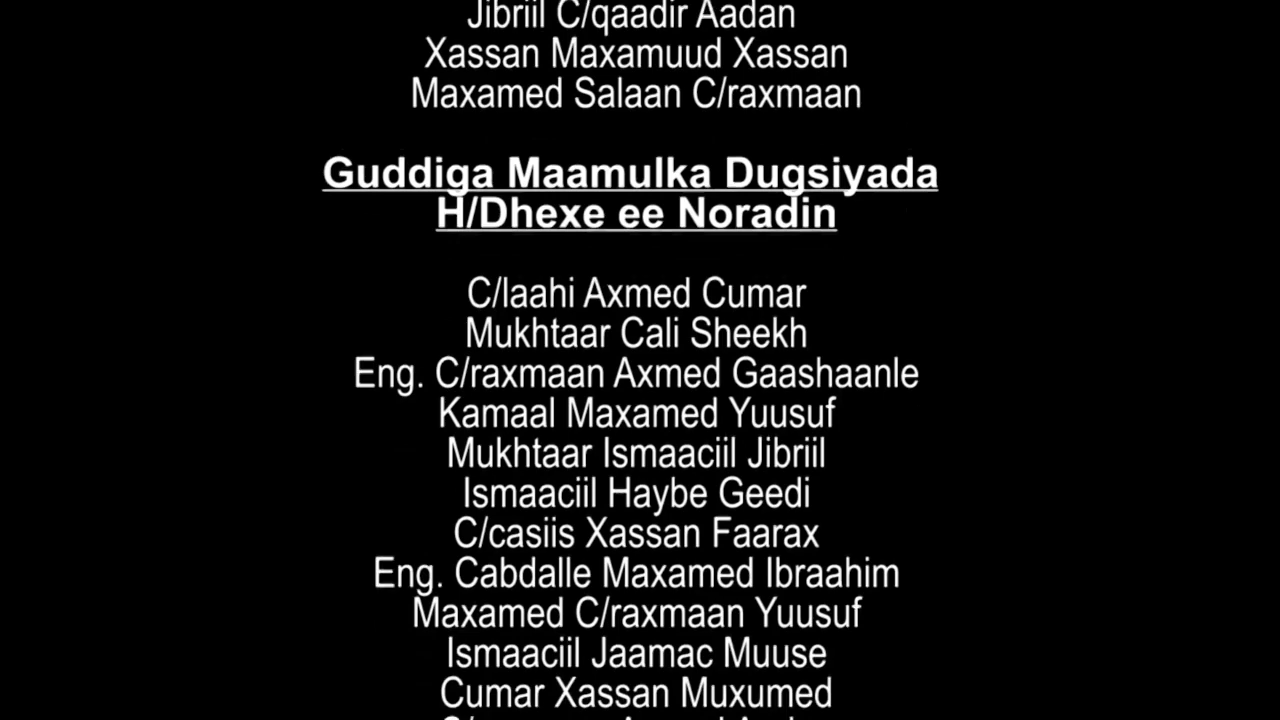 Jibriil C/qaadir Aadan
Xassan Maxamuud Xassan
Maxamed Salaan C/raxmaan
Guddiga Maamulka Dugsiyada
H/Dhexe ee Noradin
C/laahi Axmed Cumar
Mukhtaar Cali Sheekh
Eng. C/raxmaan Axmed Gaashaanle
Kamaal Maxamed Yuusuf
Mukhtaar Ismaaciil Jibriil
Ismaaciil Haybe Geedi
C/casiis Xassan Faarax
Eng. Cabdalle Maxamed Ibraahim
Maxamed C/raxmaan Yuusuf
Ismaaciil Jaamac Muuse
Cumar Xassan Muxumed